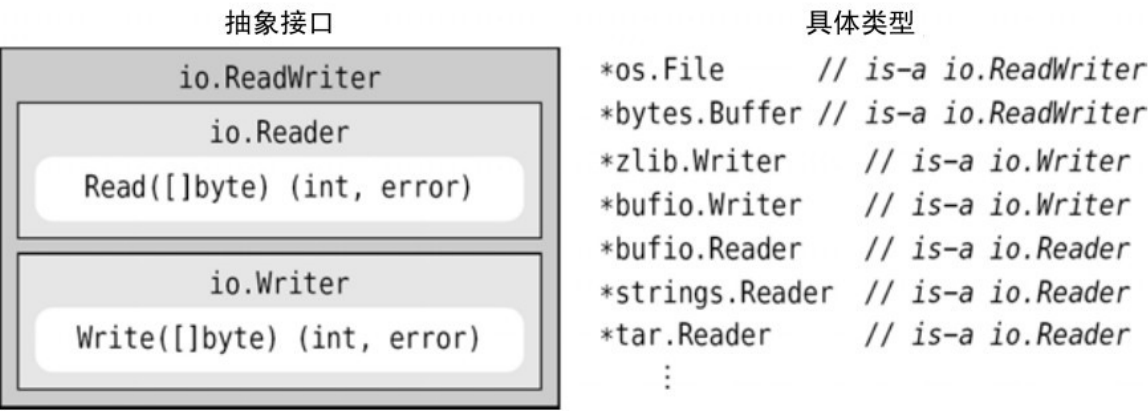 抽象接口
io.ReadWriter
io.Reader
Read([]byte) (int, error)
io.Writer
Write([]byte) (int, error)
具体类型
*os.File // is-a io.ReadWriter
*bytes.Buffer // is-a io.ReadWriter
*zlib.Writer // is-a io.Writer
*bufio.Writer // is-a io.Writer
*bufio.Reader // is-a io.Reader
*strings.Reader // is-a io.Reader
*tar.Reader // is-a io.Reader
⋮